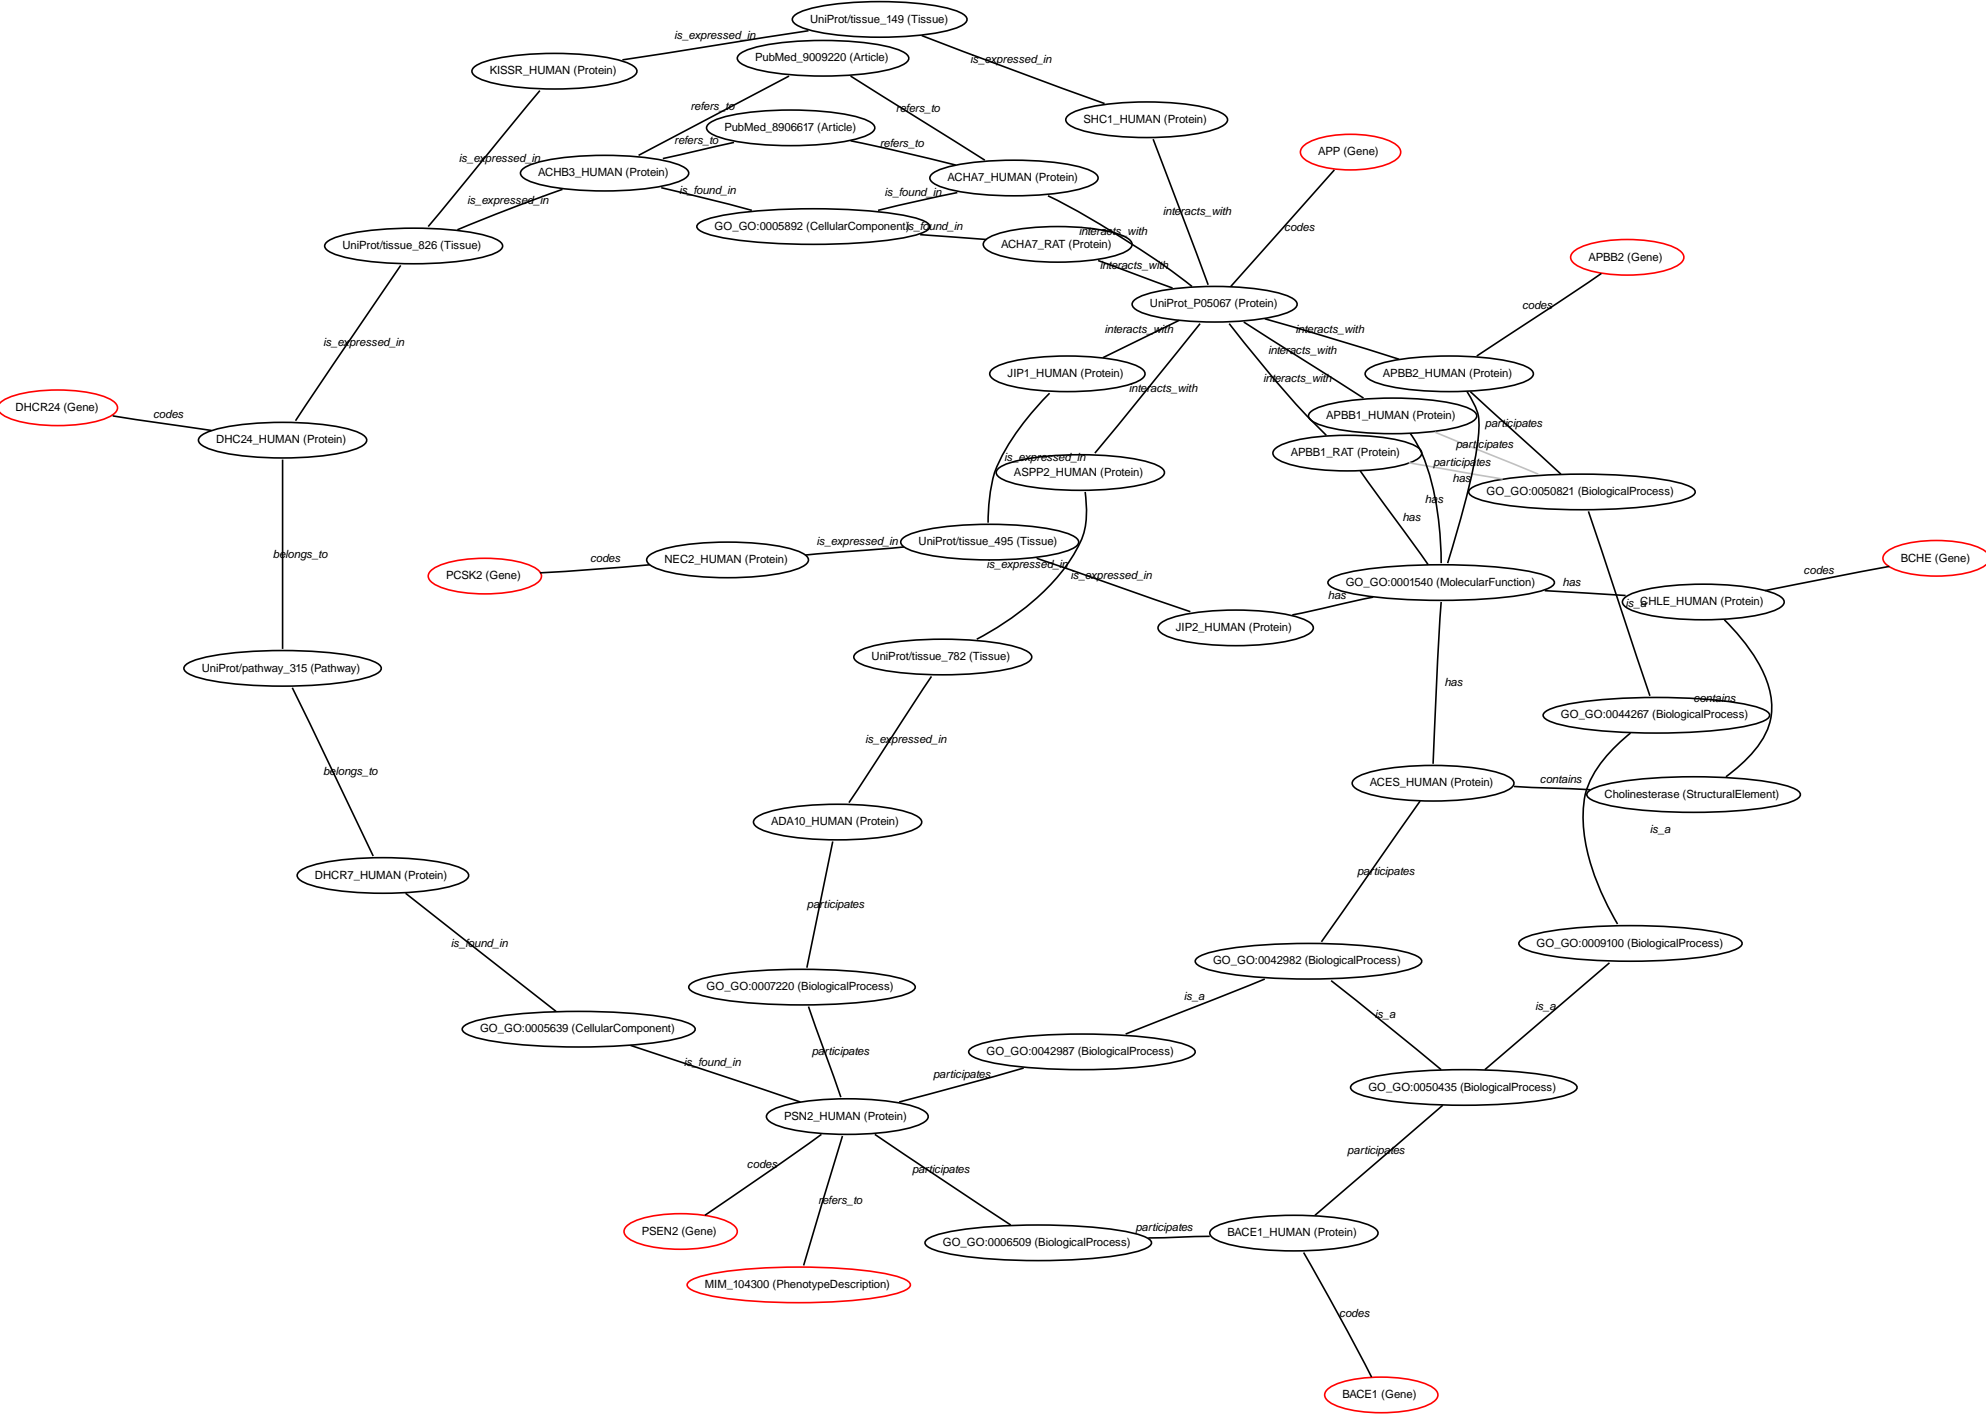 UniProt/tissue_149 (Tissue)
is_expressed_in
PubMed_9009220 (Article)
is_expressed_in
KISSR_HUMAN (Protein)
refers_to
refers_to
SHC1_HUMAN (Protein)
PubMed_8906617 (Article)
refers_to
refers_to
APP (Gene)
is_expressed_in
ACHB3_HUMAN (Protein)
ACHA7_HUMAN (Protein)
is_found_in
is_found_in
is_expressed_in
interacts_with
GO_GO:0005892 (CellularComponent)
is_found_in
interacts_with
codes
UniProt/tissue_826 (Tissue)
ACHA7_RAT (Protein)
APBB2 (Gene)
interacts_with
UniProt_P05067 (Protein)
codes
interacts_with
interacts_with
is_expressed_in
interacts_with
JIP1_HUMAN (Protein)
interacts_with
APBB2_HUMAN (Protein)
interacts_with
DHCR24 (Gene)
codes
APBB1_HUMAN (Protein)
participates
DHC24_HUMAN (Protein)
participates
APBB1_RAT (Protein)
is_expressed_in
participates
ASPP2_HUMAN (Protein)
has
GO_GO:0050821 (BiologicalProcess)
has
has
UniProt/tissue_495 (Tissue)
is_expressed_in
belongs_to
codes
NEC2_HUMAN (Protein)
BCHE (Gene)
is_expressed_in
is_expressed_in
codes
PCSK2 (Gene)
GO_GO:0001540 (MolecularFunction)
has
has
is_a
CHLE_HUMAN (Protein)
JIP2_HUMAN (Protein)
UniProt/tissue_782 (Tissue)
UniProt/pathway_315 (Pathway)
has
contains
GO_GO:0044267 (BiologicalProcess)
is_expressed_in
belongs_to
ACES_HUMAN (Protein)
contains
Cholinesterase (StructuralElement)
ADA10_HUMAN (Protein)
is_a
DHCR7_HUMAN (Protein)
participates
participates
is_found_in
GO_GO:0009100 (BiologicalProcess)
GO_GO:0042982 (BiologicalProcess)
GO_GO:0007220 (BiologicalProcess)
is_a
is_a
is_a
GO_GO:0005639 (CellularComponent)
participates
GO_GO:0042987 (BiologicalProcess)
is_found_in
participates
GO_GO:0050435 (BiologicalProcess)
PSN2_HUMAN (Protein)
participates
codes
participates
refers_to
participates
PSEN2 (Gene)
GO_GO:0006509 (BiologicalProcess)
BACE1_HUMAN (Protein)
MIM_104300 (PhenotypeDescription)
codes
BACE1 (Gene)